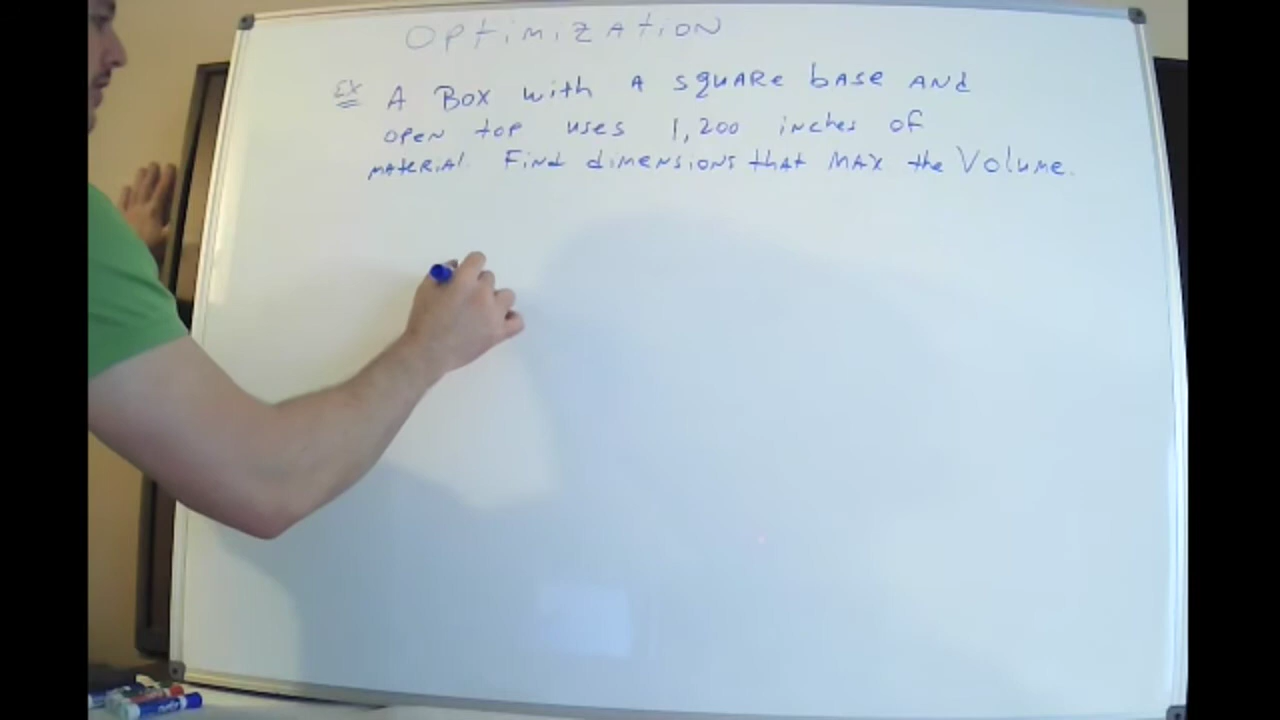 OPtimizAtioN
EX A Box with A square base AND
open top uses 1,200 inches of
MATERIAl. Find dimensions that MAX the Volume.